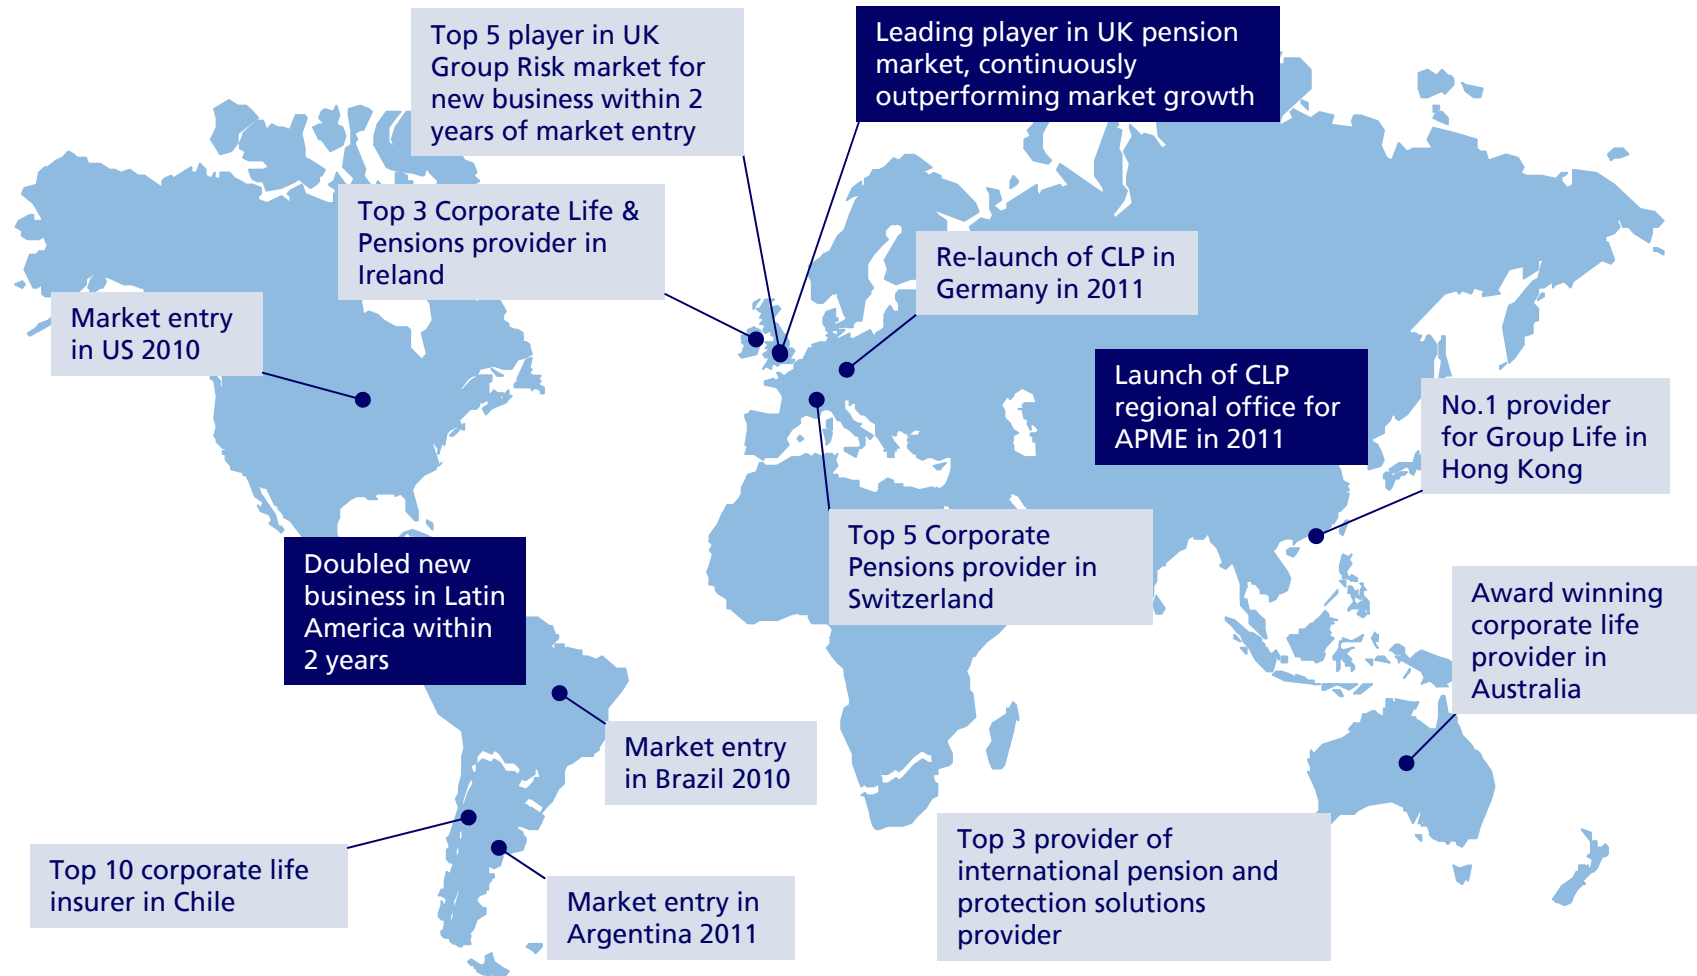 Top 5 player in UK
Group Risk market for
new business within 2
years of market entry
Leading player in UK pension
market, continuously
outperforming market growth
Top 3 Corporate Life &
Pensions provider in
Ireland
Re-launch of CLP in
Germany in 2011
Market entry
in US 2010
Launch of CLP
regional office for
APME in 2011
No.1 provider
for Group Life in
Hong Kong
Top 5 Corporate
Pensions provider in
Switzerland
Doubled new
business in Latin
America within
2 years
Award winning
corporate life
provider in
Australia
Market entry
in Brazil 2010
Top 3 provider of
international pension and
protection solutions
provider
Top 10 corporate life
insurer in Chile
Market entry in
Argentina 2011